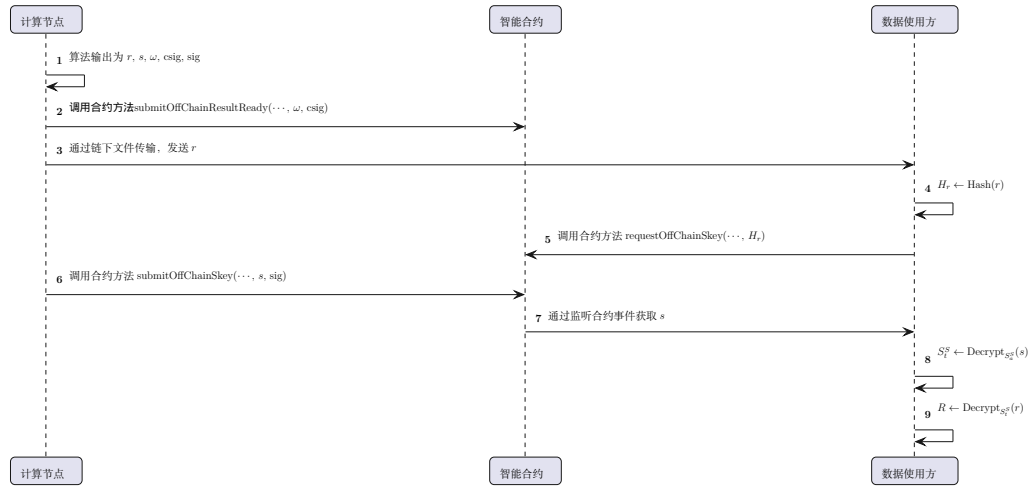 计算节点 智能合约 数据使用方
1 算法输出为 r, s, ω, csig, sig
2 调用合约方法submitOffChainResultReady(⋯, ω, csig)
3 通过链下文件传输，发送 r
4 H_r ← Hash(r)
5 调用合约方法 requestOffChainSkey(⋯, H_r)
6 调用合约方法 submitOffChainSkey(⋯, s, sig)
7 通过监听合约事件获取 s
8 S_t^S ← Decrypt_{S_u^S}(s)
9 R ← Decrypt_{S_t^S}(r)
计算节点 智能合约 数据使用方